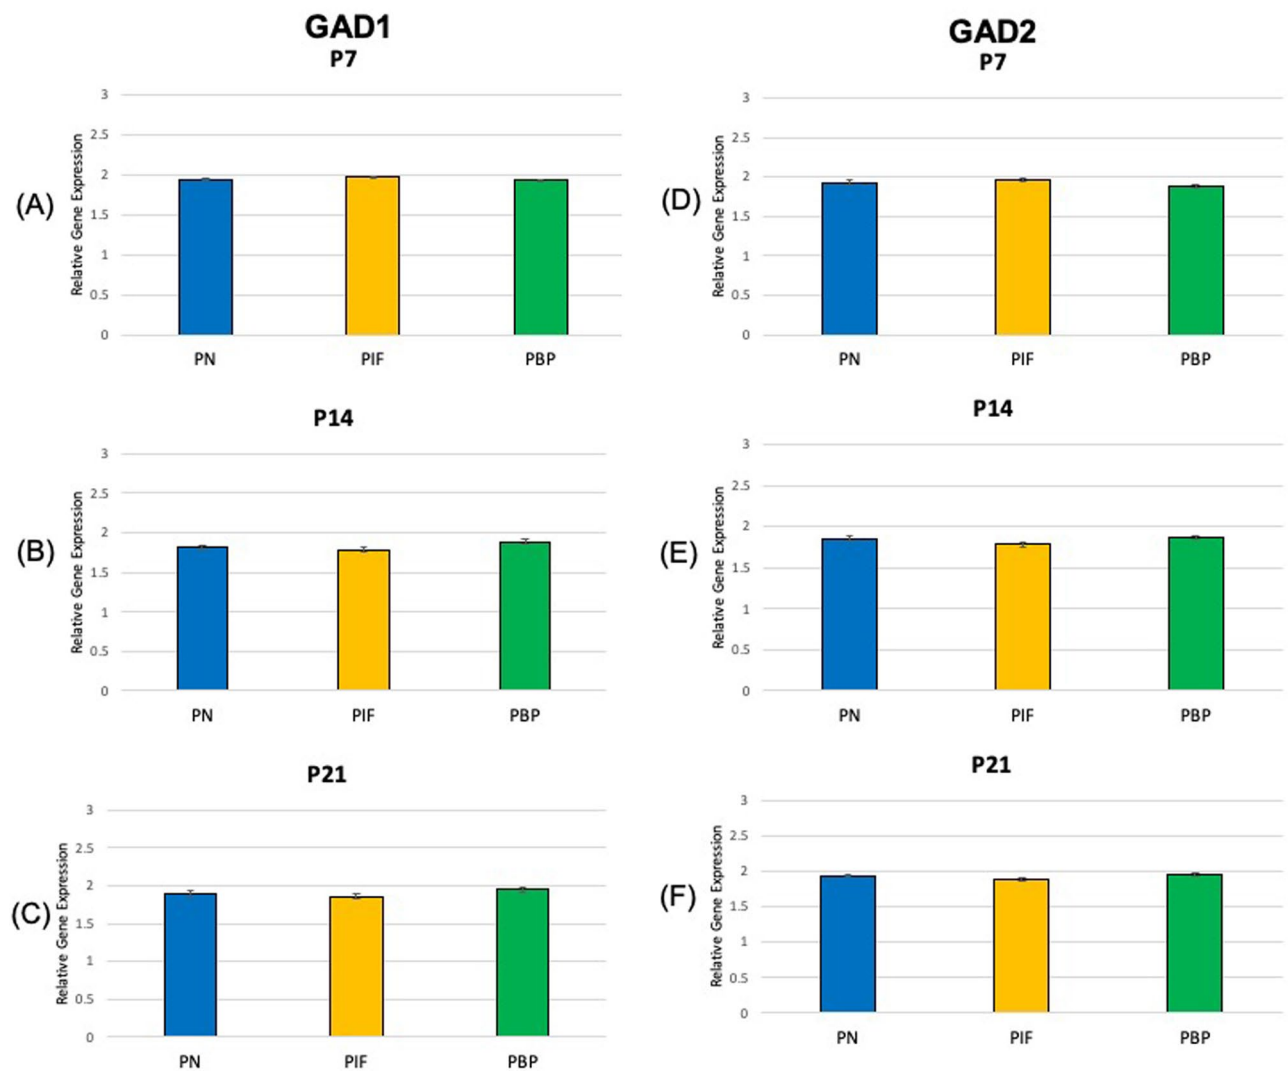 GAD1
P7
3
2.5
2
1.5
1
0.5
0
Relative Gene Expression
(A)
PN PIF PBP
P14
3
2.5
2
1.5
1
0.5
0
Relative Gene Expression
(B)
PN PIF PBP
P21
3
2.5
2
1.5
1
0.5
0
Relative Gene Expression
(C)
PN PIF PBP
GAD2
P7
3
2.5
2
1.5
1
0.5
0
Relative Gene Expression
(D)
PN PIF PBP
P14
3
2.5
2
1.5
1
0.5
0
Relative Gene Expression
(E)
PN PIF PBP
P21
3
2.5
2
1.5
1
0.5
0
Relative Gene Expression
(F)
PN PIF PBP